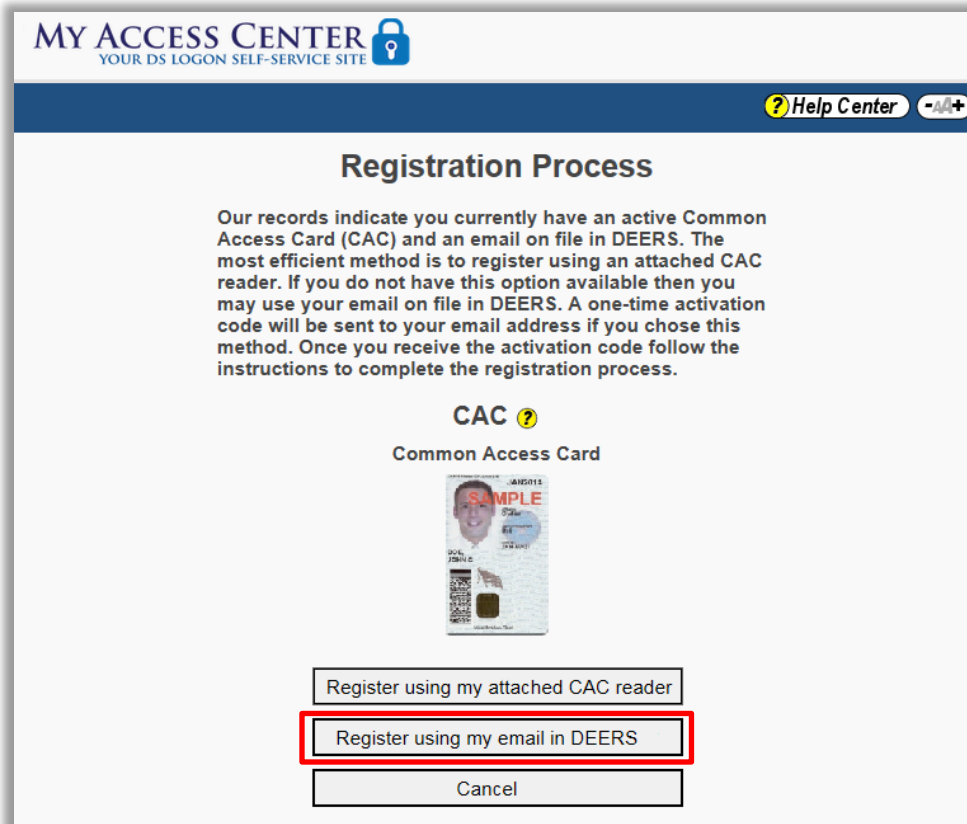 MY ACCESS CENTER
YOUR DS LOGON SELF-SERVICE SITE
? Help Center -AA+
Registration Process
Our records indicate you currently have an active Common
Access Card (CAC) and an email on file in DEERS. The
most efficient method is to register using an attached CAC
reader. If you do not have this option available then you
may use your email on file in DEERS. A one-time activation
code will be sent to your email address if you chose this
method. Once you receive the activation code follow the
instructions to complete the registration process.
CAC ?
Common Access Card
SAMPLE
Register using my attached CAC reader
Register using my email in DEERS
Cancel